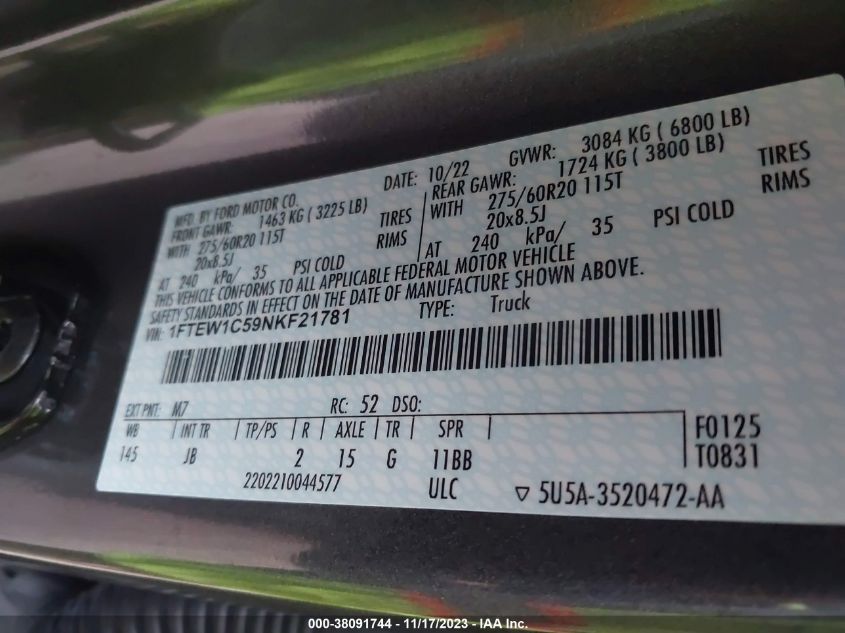 MFD. BY FORD MOTOR CO. DATE: 10/22 GVWR: 3084 KG ( 6800 LB)
FRONT GAWR: 1463 KG ( 3225 LB) REAR GAWR: 1724 KG ( 3800 LB)
WITH 275/60R20 115T TIRES WITH 275/60R20 115T TIRES
20x8.5J RIMS 20x8.5J RIMS
AT 240 kPa/ 35 PSI COLD AT 240 kPa/ 35 PSI COLD
THIS VEHICLE CONFORMS TO ALL APPLICABLE FEDERAL MOTOR VEHICLE
SAFETY STANDARDS IN EFFECT ON THE DATE OF MANUFACTURE SHOWN ABOVE.
VIN: 1FTEW1C59NKF21781 TYPE: Truck
EXT PNT: M7 RC: 52 DSO:
WB INT TR TP/PS R AXLE TR SPR F0125
145 JB 2 15 G 11BB T0831
2202210044577 ULC ▽ 5U5A-3520472-AA
000-38091744 — 11/17/2023 - IAA Inc.